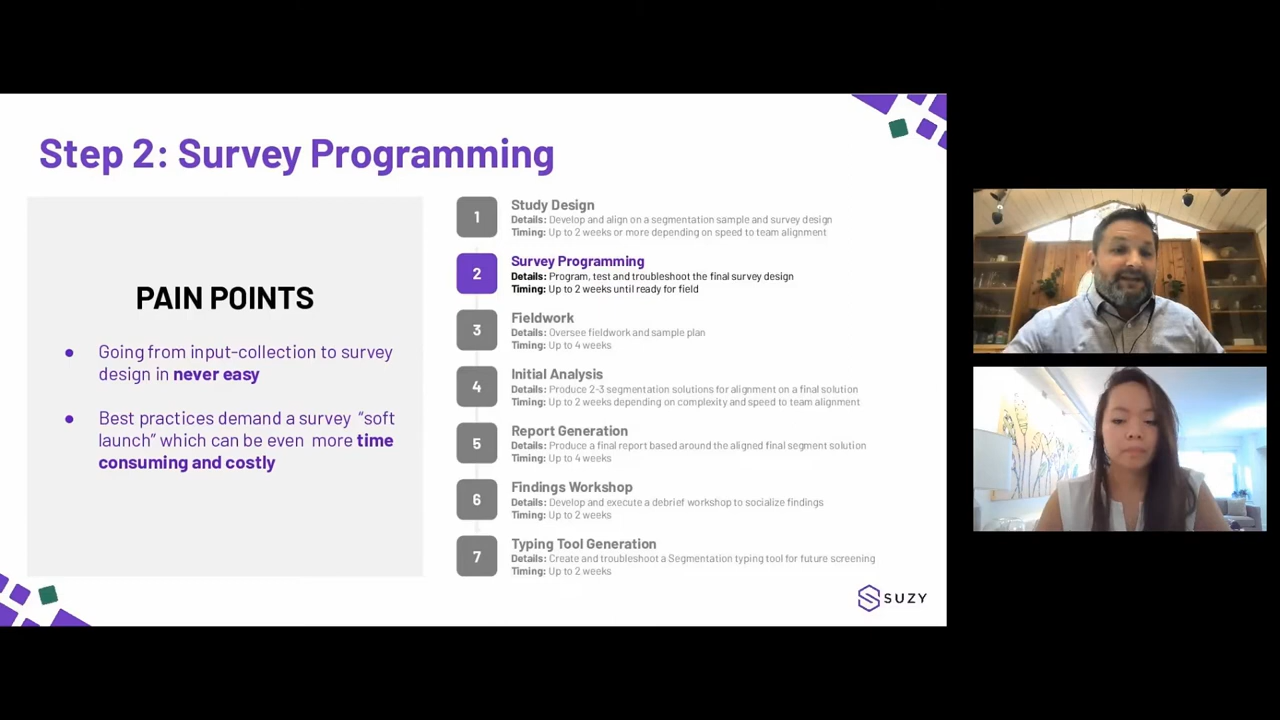 Step 2: Survey Programming
PAIN POINTS
● Going from input-collection to survey
design in never easy
● Best practices demand a survey “soft
launch” which can be even more time
consuming and costly
1
Study Design
Details: Develop and align on a segmentation sample and survey design
Timing: Up to 2 weeks or more depending on speed to team alignment
2
Survey Programming
Details: Program, test and troubleshoot the final survey design
Timing: Up to 2 weeks until ready for field
3
Fieldwork
Details: Oversee fieldwork and sample plan
Timing: Up to 4 weeks
4
Initial Analysis
Details: Produce 2-3 segmentation solutions for alignment on a final solution
Timing: Up to 2 weeks depending on complexity and speed to team alignment
5
Report Generation
Details: Produce a final report based around the aligned final segment solution
Timing: Up to 4 weeks
6
Findings Workshop
Details: Develop and execute a debrief workshop to socialize findings
Timing: Up to 2 weeks
7
Typing Tool Generation
Details: Create and troubleshoot a Segmentation typing tool for future screening
Timing: Up to 2 weeks
SUZY